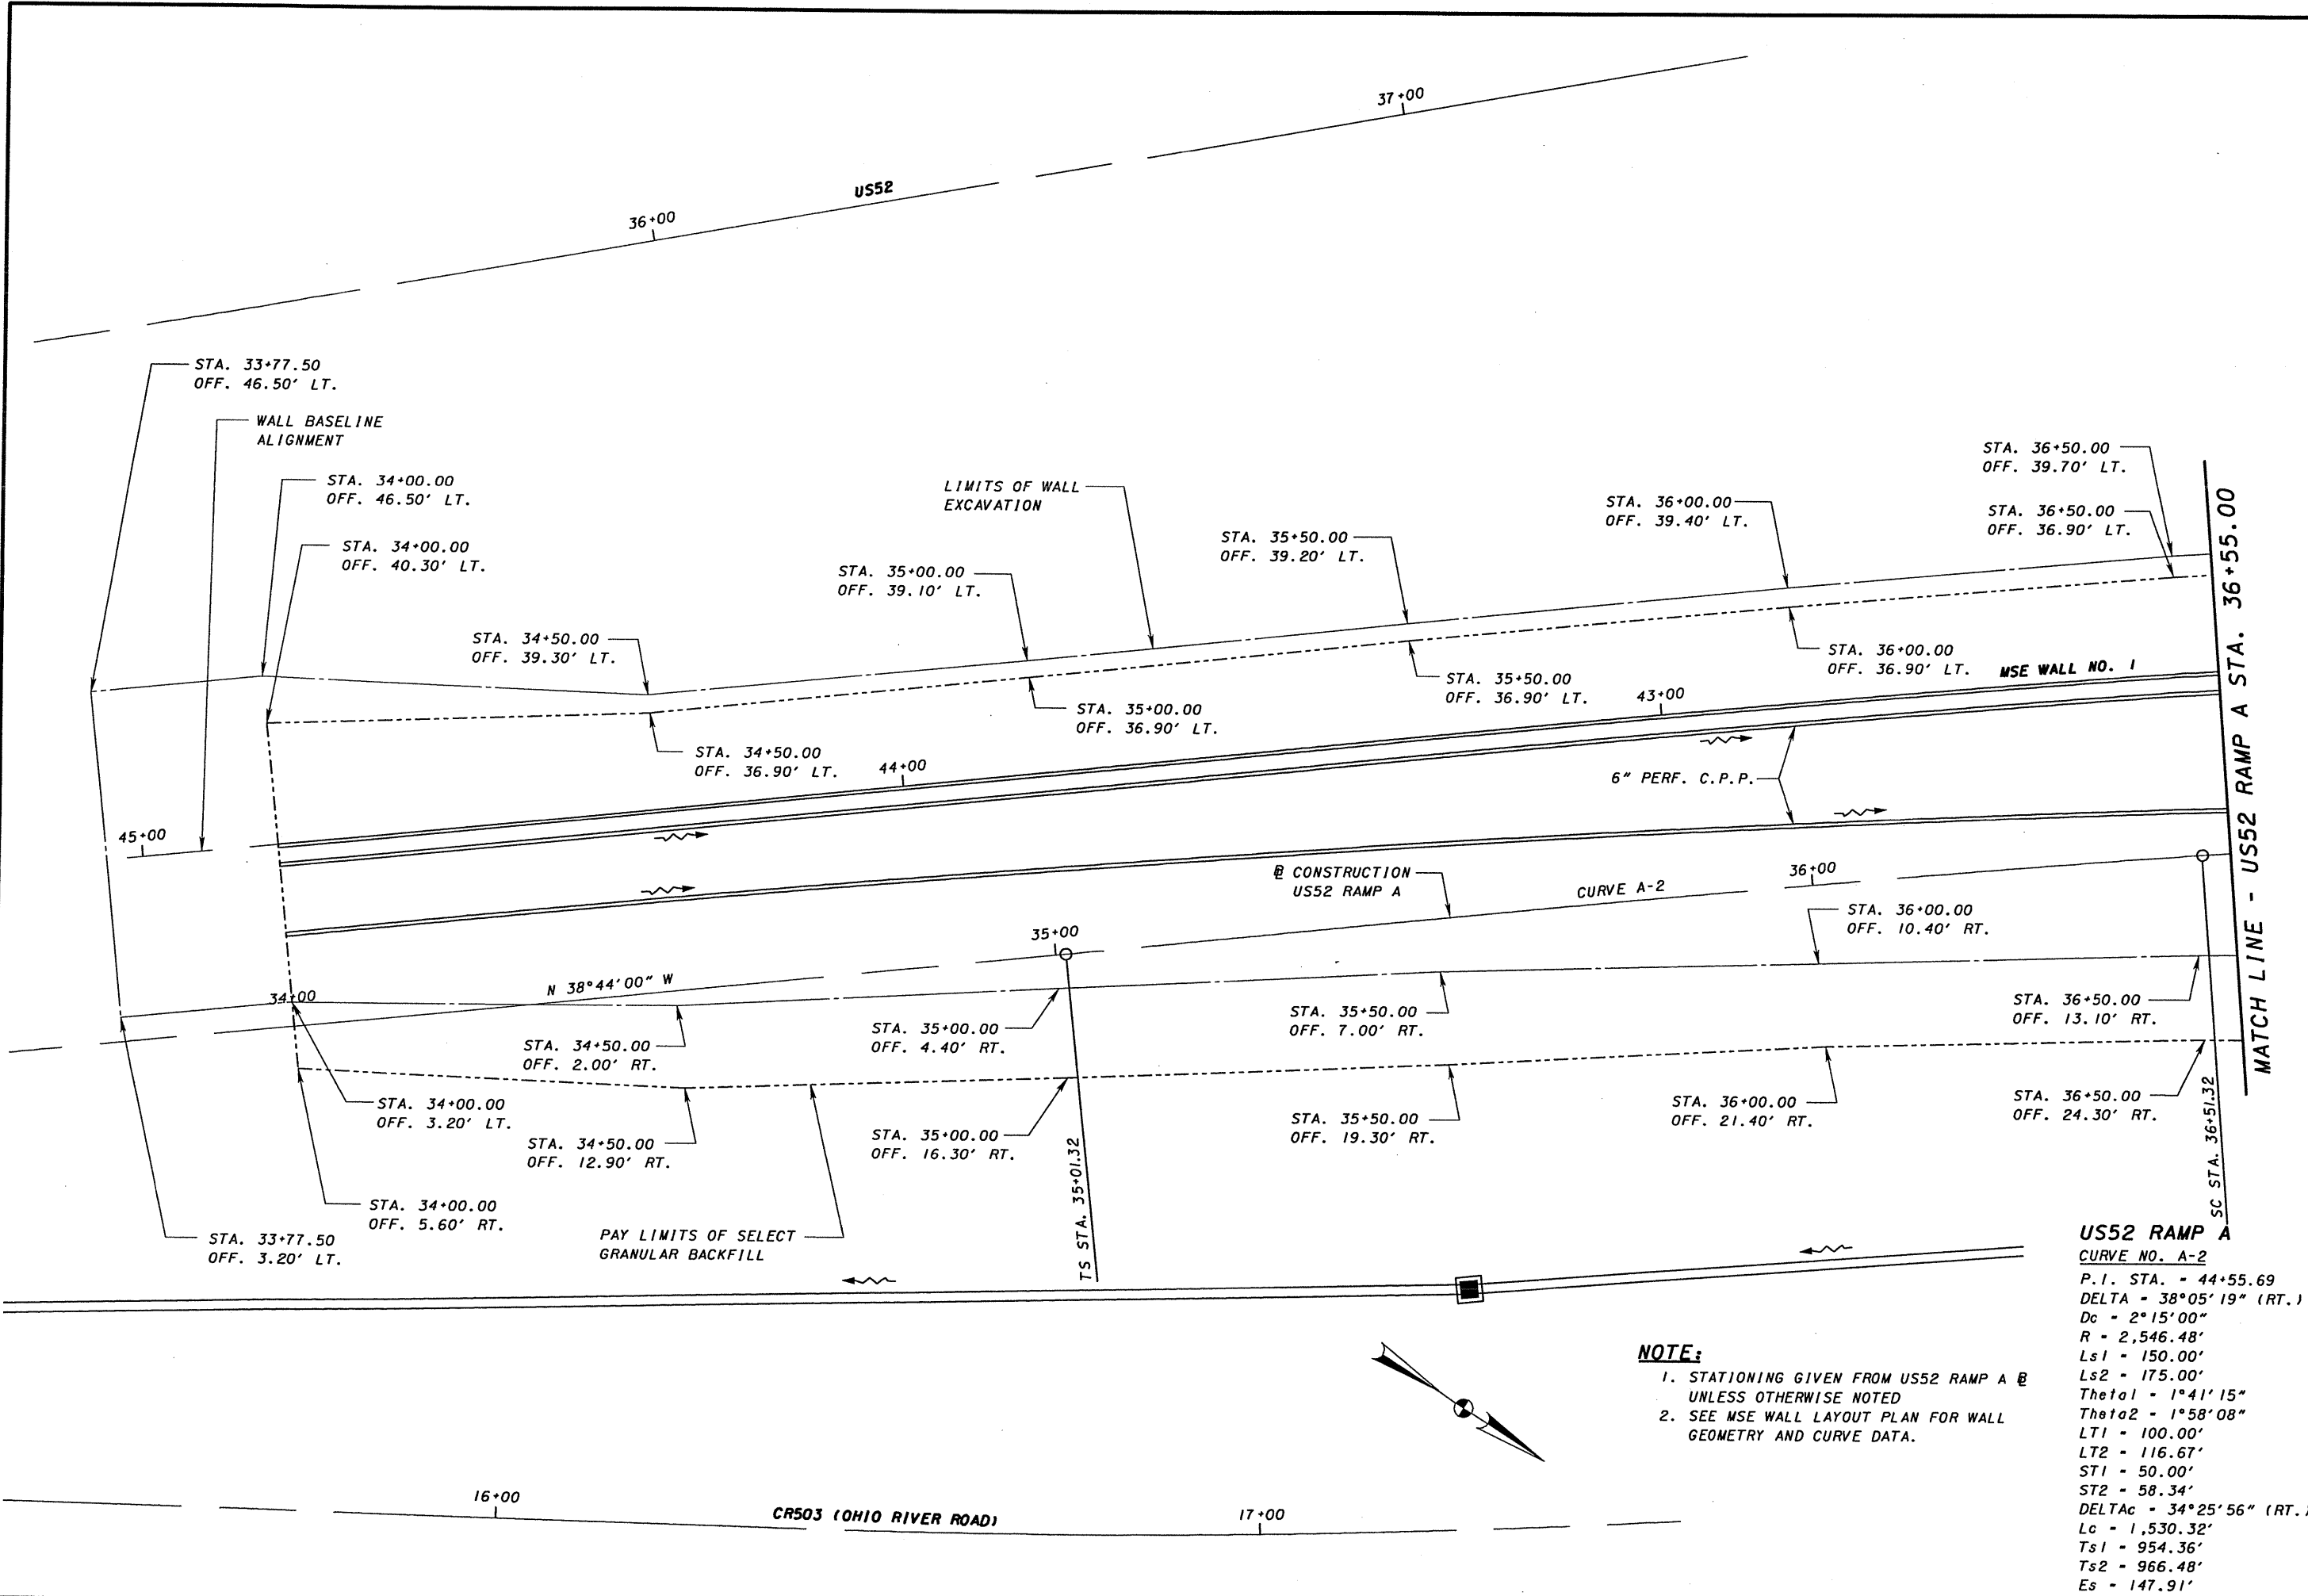 37+00
US52
36+00
STA. 33+77.50
OFF. 46.50' LT.
WALL BASELINE
ALIGNMENT
STA. 34+00.00
OFF. 46.50' LT.
STA. 34+00.00
OFF. 40.30' LT.
STA. 34+50.00
OFF. 39.30' LT.
STA. 35+00.00
OFF. 39.10' LT.
LIMITS OF WALL
EXCAVATION
STA. 35+50.00
OFF. 39.20' LT.
STA. 36+00.00
OFF. 39.40' LT.
STA. 36+50.00
OFF. 39.70' LT.
STA. 36+50.00
OFF. 36.90' LT.
STA. 36+00.00
OFF. 36.90' LT.
MSE WALL NO. 1
STA. 35+50.00
OFF. 36.90' LT.
43+00
STA. 35+00.00
OFF. 36.90' LT.
STA. 34+50.00
OFF. 36.90' LT.
44+00
6" PERF. C.P.P.
45+00
MATCH LINE - US52 RAMP A STA. 36+55.00
℄ CONSTRUCTION
US52 RAMP A
CURVE A-2
36+00
STA. 36+00.00
OFF. 10.40' RT.
35+00
N 38°44'00" W
34+00
STA. 34+50.00
OFF. 2.00' RT.
STA. 35+00.00
OFF. 4.40' RT.
STA. 35+50.00
OFF. 7.00' RT.
STA. 36+50.00
OFF. 13.10' RT.
STA. 34+00.00
OFF. 3.20' LT.
STA. 34+50.00
OFF. 12.90' RT.
STA. 35+00.00
OFF. 16.30' RT.
STA. 35+50.00
OFF. 19.30' RT.
STA. 36+00.00
OFF. 21.40' RT.
STA. 36+50.00
OFF. 24.30' RT.
STA. 34+00.00
OFF. 5.60' RT.
STA. 33+77.50
OFF. 3.20' LT.
PAY LIMITS OF SELECT
GRANULAR BACKFILL
TS STA. 35+01.32
SC STA. 36+51.32
US52 RAMP A
CURVE NO. A-2
P.I. STA. = 44+55.69
DELTA = 38°05'19" (RT.)
Dc = 2°15'00"
R = 2,546.48'
Ls1 = 150.00'
Ls2 = 175.00'
Theta1 = 1°41'15"
Theta2 = 1°58'08"
LT1 = 100.00'
LT2 = 116.67'
ST1 = 50.00'
ST2 = 58.34'
DELTAc = 34°25'56" (RT.)
Lc = 1,530.32'
Ts1 = 954.36'
Ts2 = 966.48'
Es = 147.91'
NOTE:
1. STATIONING GIVEN FROM US52 RAMP A ℄
UNLESS OTHERWISE NOTED
2. SEE MSE WALL LAYOUT PLAN FOR WALL
GEOMETRY AND CURVE DATA.
16+00
CR503 (OHIO RIVER ROAD)
17+00